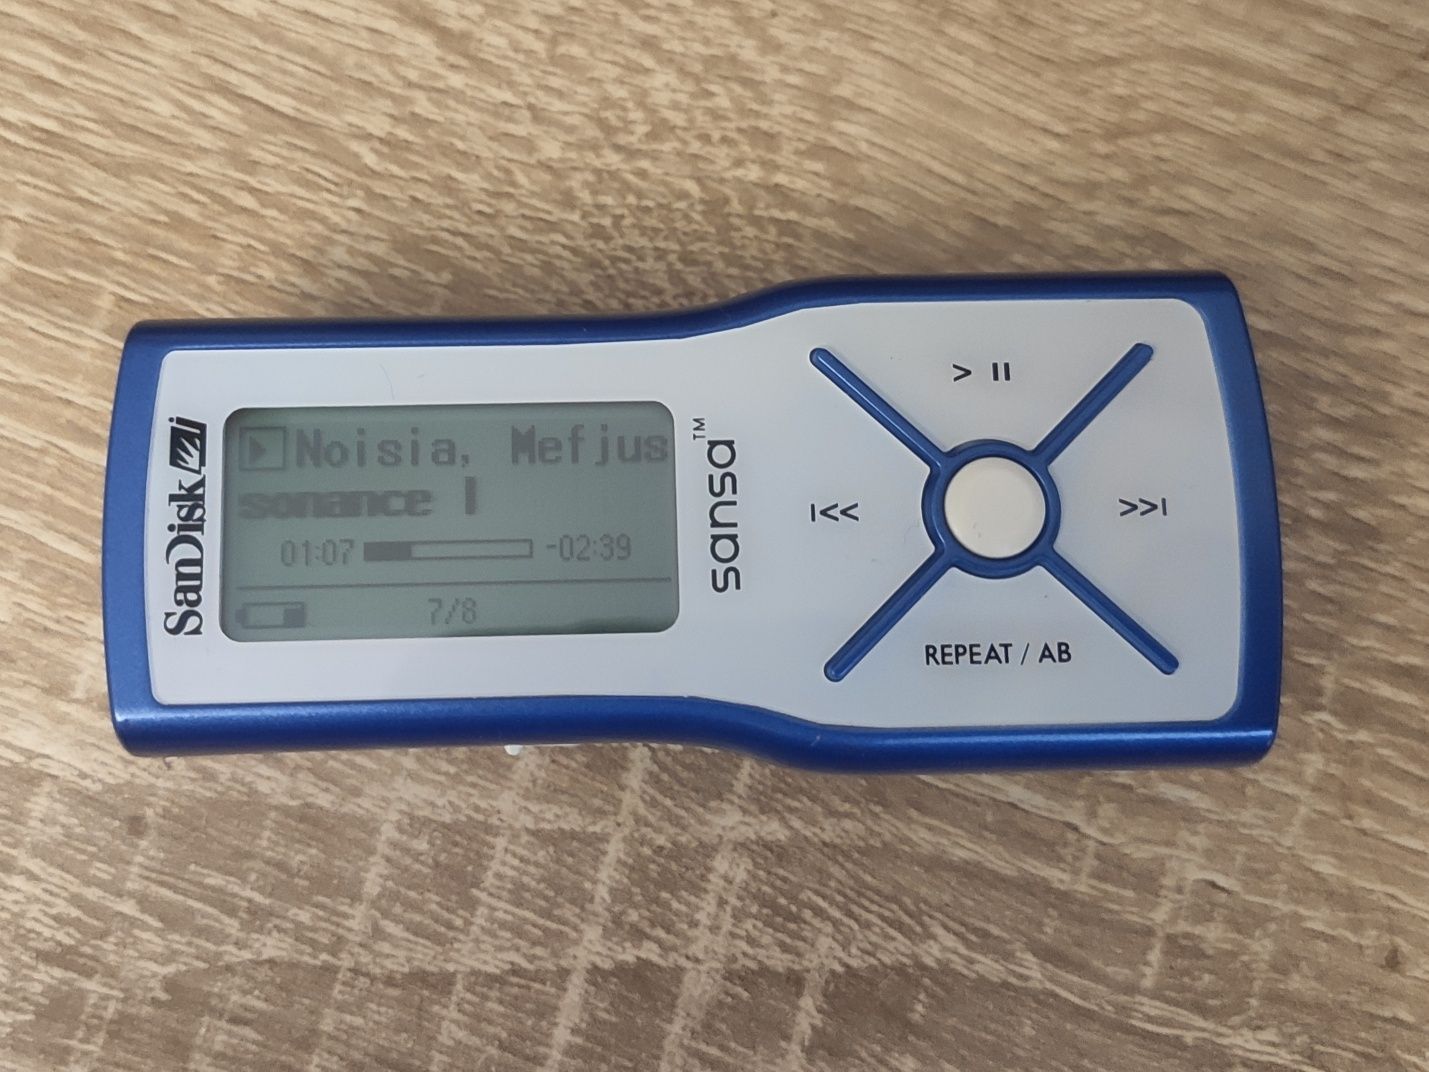 SanDisk
Noisia, Mefjus
sonance I
01:07 -02:39
7/8
sansa™
> II
I<<
>>I
REPEAT / AB